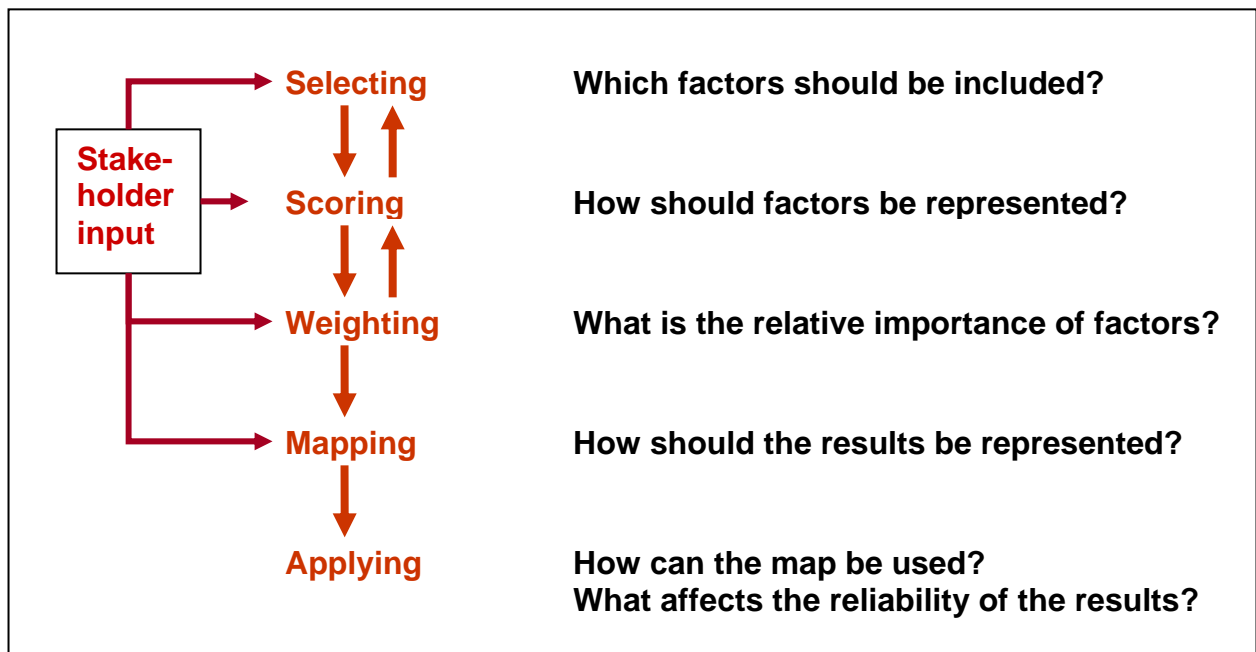 Selecting
Which factors should be included?
Stake-
holder
input
Scoring
How should factors be represented?
Weighting
What is the relative importance of factors?
Mapping
How should the results be represented?
Applying
How can the map be used?
What affects the reliability of the results?